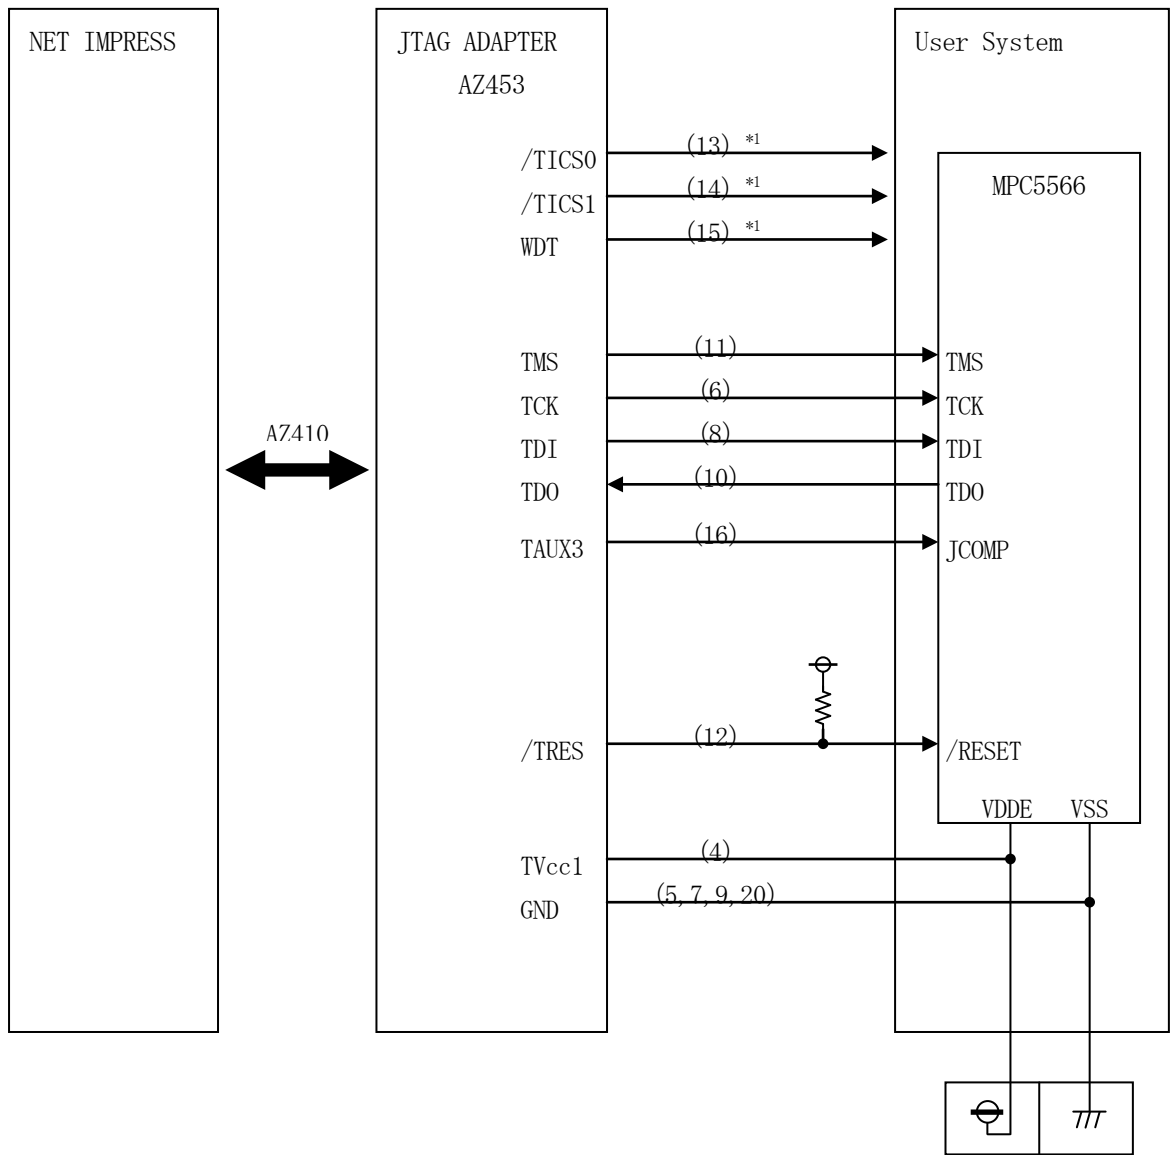 NET IMPRESS
JTAG ADAPTER
AZ453
User System
/TICS0
(13) *1
/TICS1
(14) *1
WDT
(15) *1
MPC5566
TMS
(11)
TMS
TCK
(6)
TCK
AZ410
TDI
(8)
TDI
TDO
(10)
TDO
TAUX3
(16)
JCOMP
/TRES
(12)
/RESET
VDDE VSS
TVcc1
(4)
GND
(5,7,9,20)